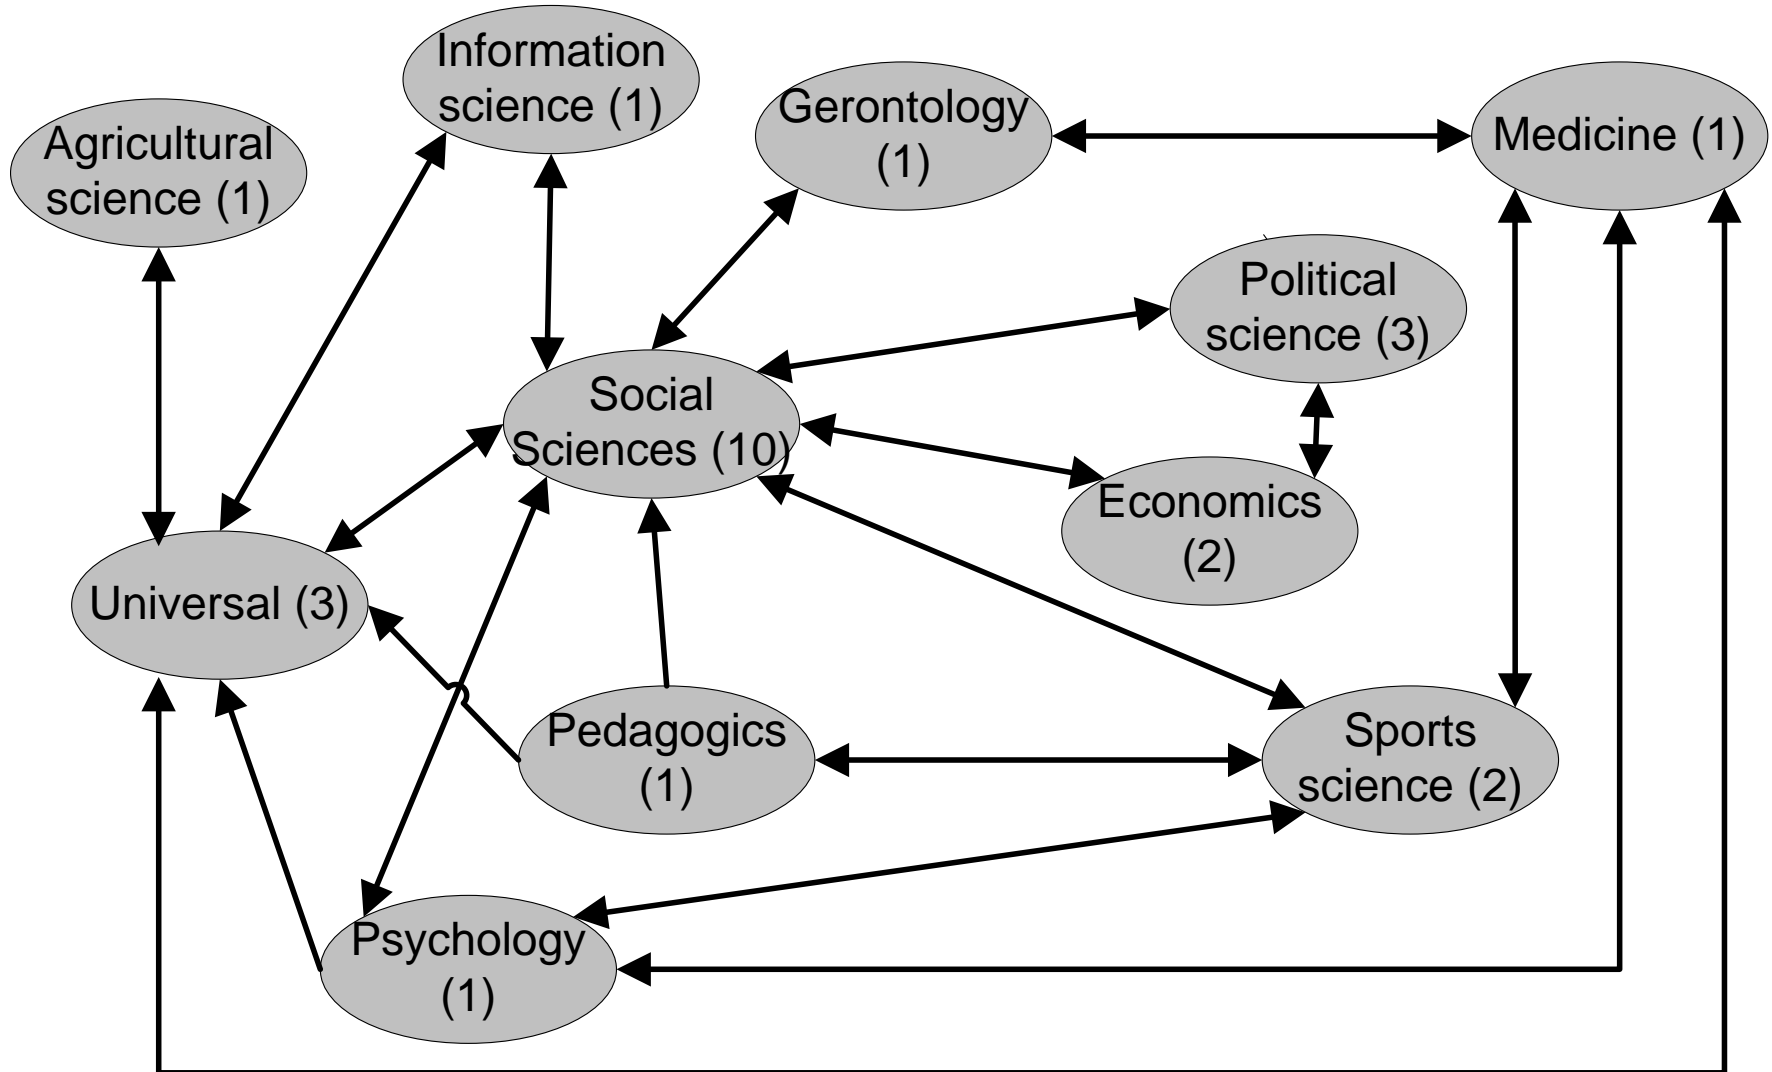 Information
science (1)
Gerontology
(1)
Medicine (1)
Agricultural
science (1)
Political
science (3)
Social
Sciences (10)
Economics
(2)
Universal (3)
Pedagogics
(1)
Sports
science (2)
Psychology
(1)